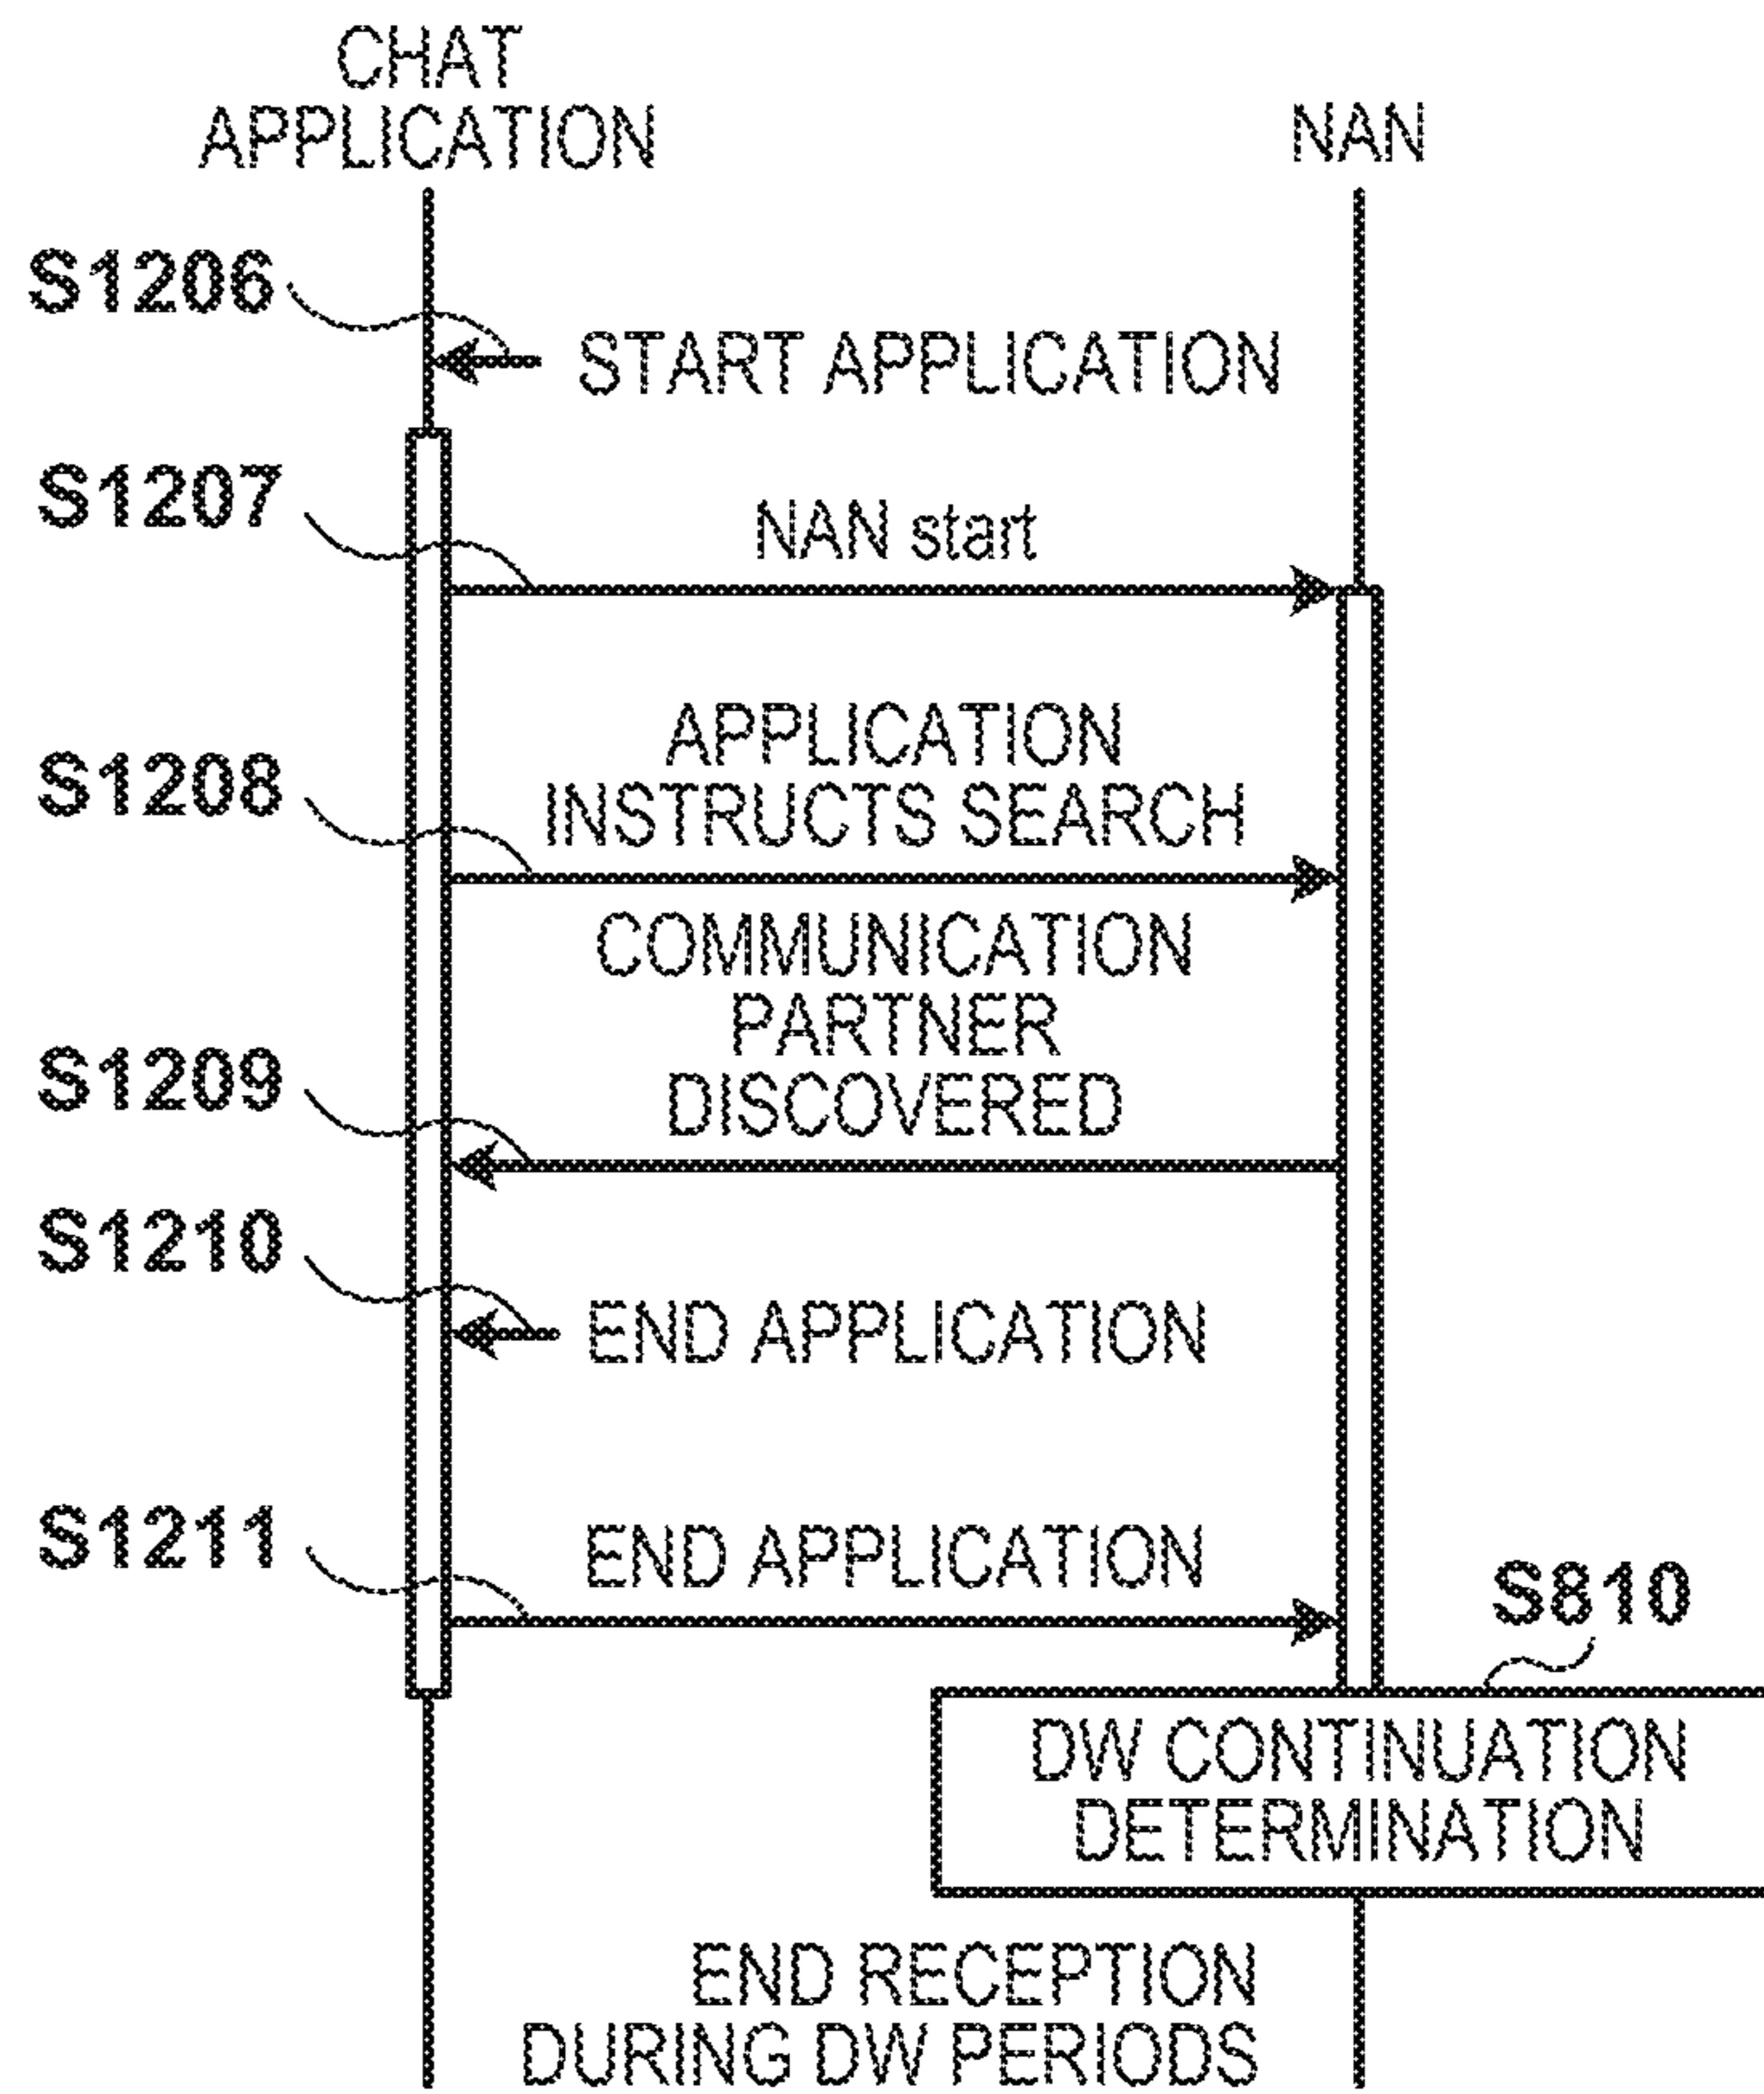 CHAT
APPLICATION
NAN
S1206
START APPLICATION
S1207
NAN start
S1208
APPLICATION
INSTRUCTS SEARCH
S1209
COMMUNICATION
PARTNER
DISCOVERED
S1210
END APPLICATION
S1211
END APPLICATION
S810
DW CONTINUATION
DETERMINATION
END RECEPTION
DURING DW PERIODS